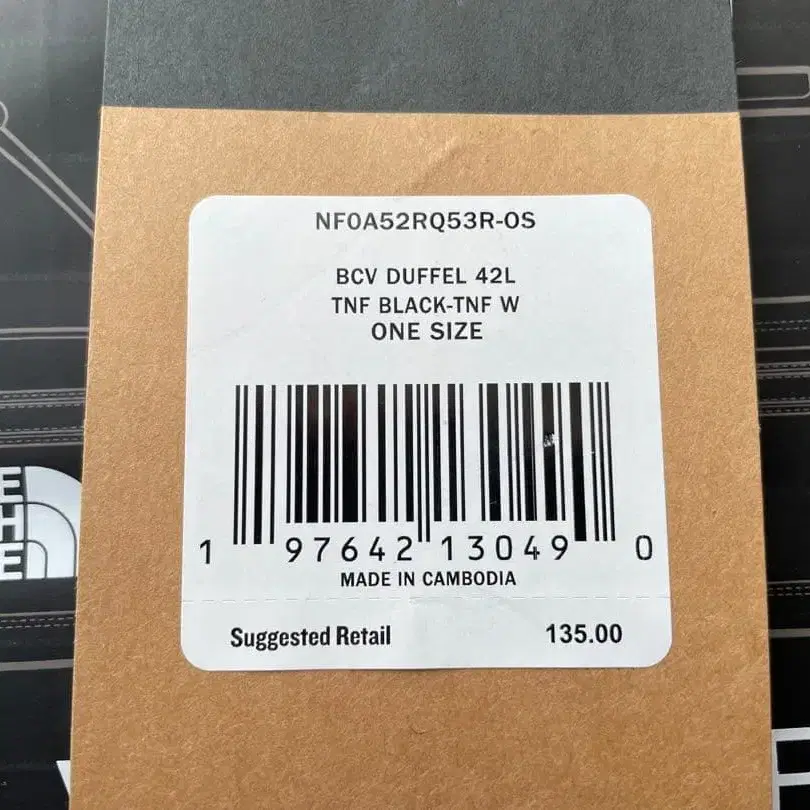 NF0A52RQ53R-OS
BCV DUFFEL 42L
TNF BLACK-TNF W
ONE SIZE
1 97642 13049 0
MADE IN CAMBODIA
Suggested Retail 135.00